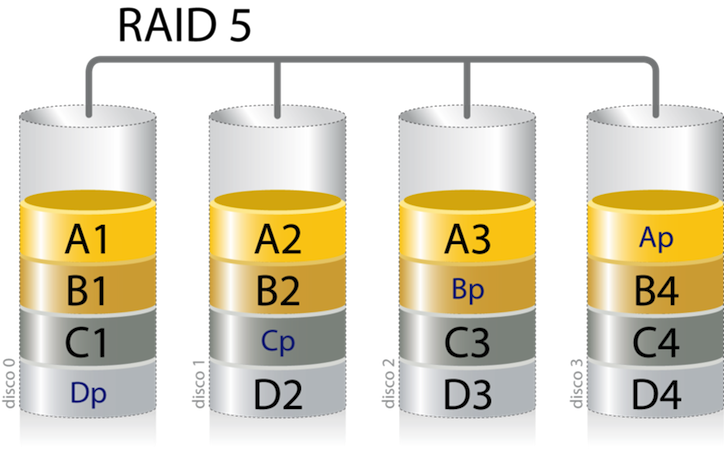 RAID 5
A1 A2 A3 Ap
B1 B2 Bp B4
C1 Cp C3 C4
Dp D2 D3 D4
disco 0 disco 1 disco 2 disco 3